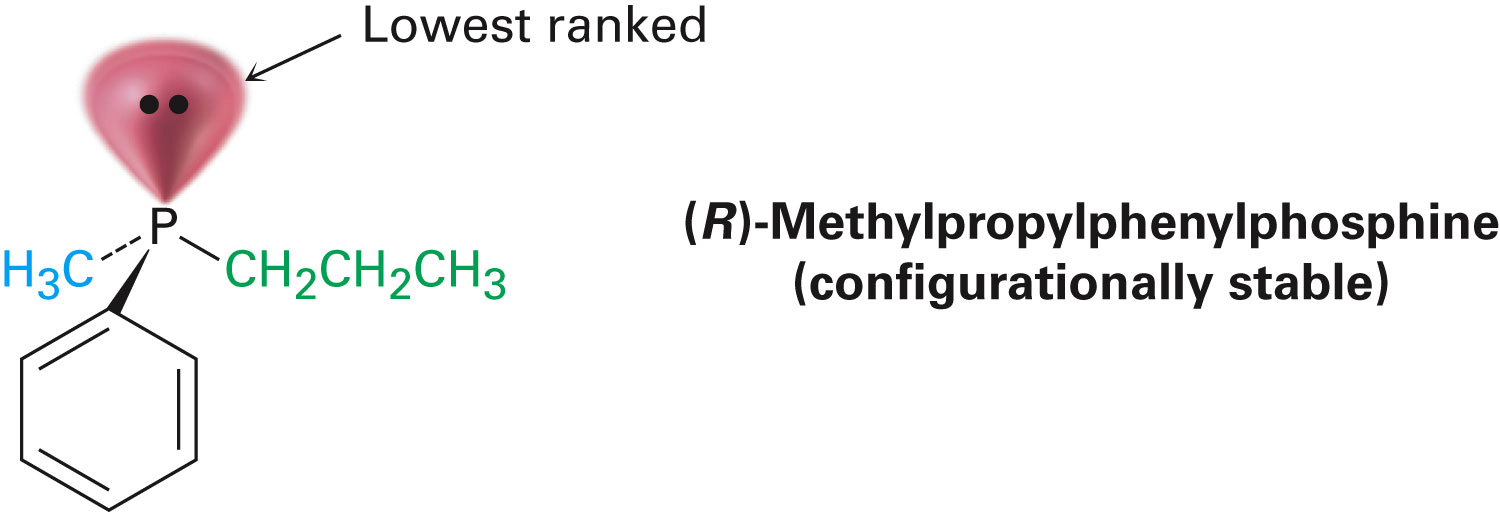 Lowest ranked
P
H₃C
CH₂CH₂CH₃
(R)-Methylpropylphenylphosphine
(configurationally stable)